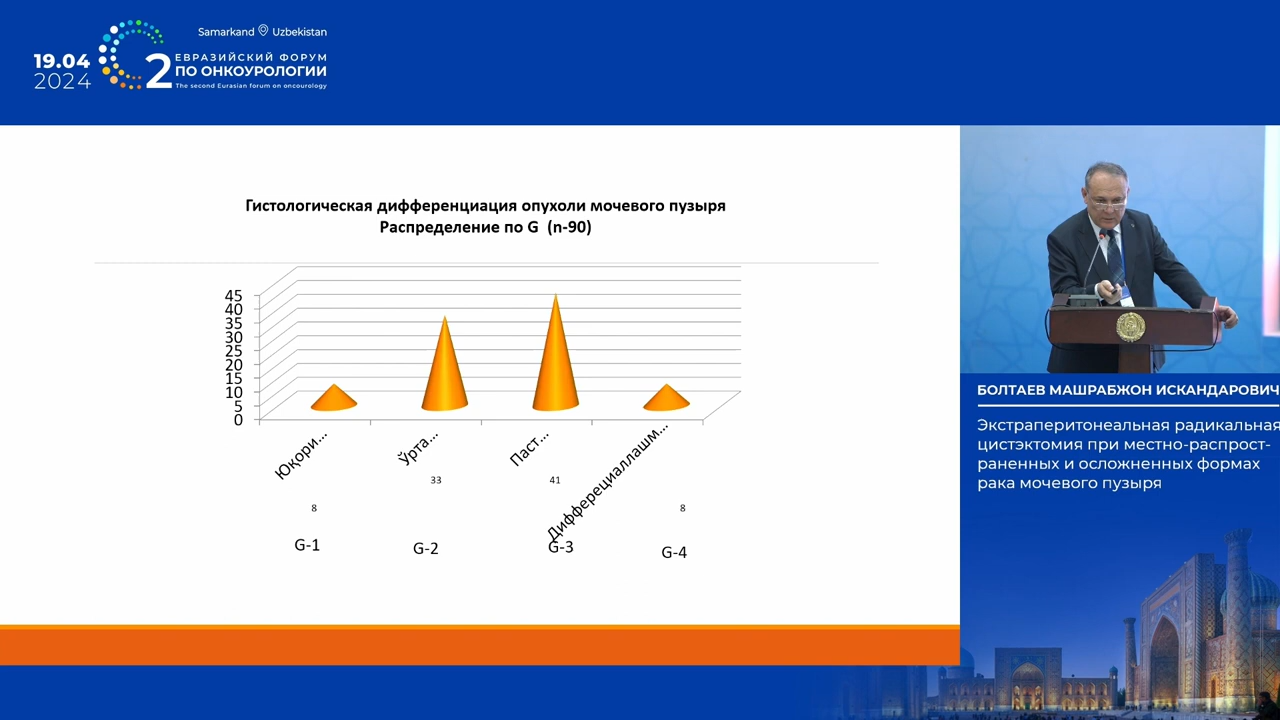 Samarkand Uzbekistan
19.04
2024
2
ЕВРАЗИЙСКИЙ ФОРУМ
ПО ОНКОУРОЛОГИИ
The second Eurasian forum on oncourology
Гистологическая дифференциация опухоли мочевого пузыря
Распределение по G (n-90)
45
40
35
30
25
20
15
10
5
0
Юқори...
Ўрта...
Паст...
Дифферециаллашм...
33
41
8
8
G-1
G-2
G-3
G-4
БОЛТАЕВ МАШРАБЖОН ИСКАНДАРОВИЧ
Экстраперитонеальная радикальная
цистэктомия при местно-распрост-
раненных и осложненных формах
рака мочевого пузыря